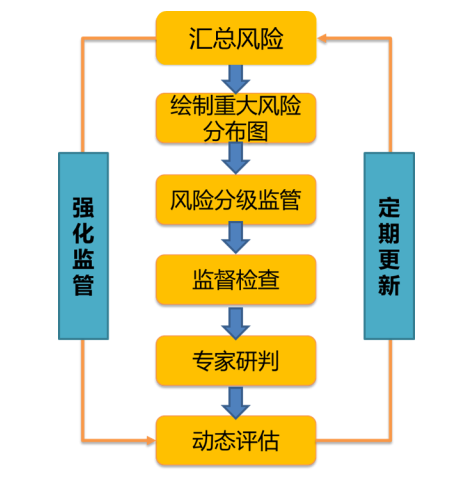 汇总风险
绘制重大风险
分布图
风险分级监管
监督检查
专家研判
动态评估
强化监管
定期更新